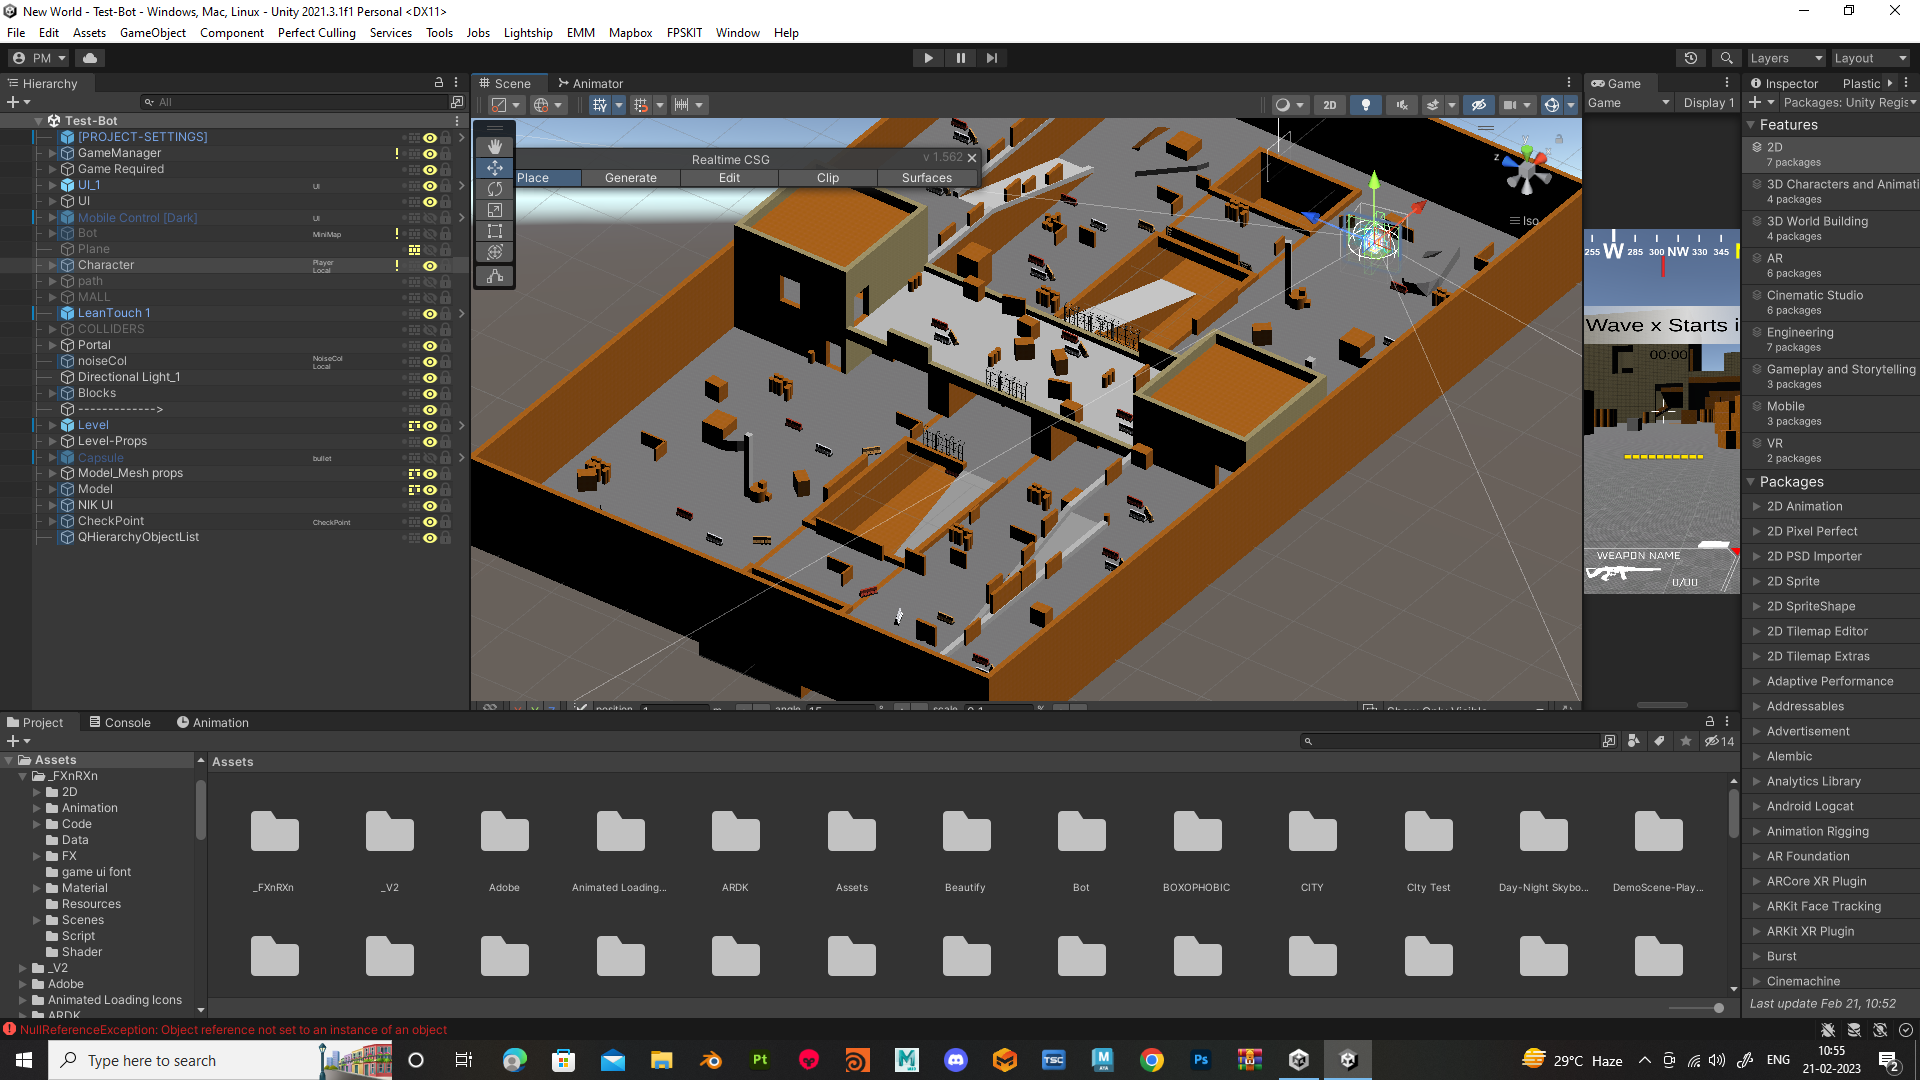 New World - Test-Bot - Windows, Mac, Linux - Unity 2021.3.1f1 Personal <DX11>
File Edit Assets GameObject Component Perfect Culling Services Tools Jobs Lightship EMM Mapbox FPSKIT Window Help
PM Layers Layout
Hierarchy
All
Test-Bot
[PROJECT-SETTINGS]
GameManager
Game Required
UI_1 UI
UI
Mobile Control [Dark] UI
Bot MiniMap
Plane
Character Player Local
path
MALL
LeanTouch 1
COLLIDERS
Portal
noiseCol NoiseCol Local
Directional Light_1
Blocks
------------->
Level
Level-Props
Capsule bullet
Model_Mesh props
Model
NIK UI
CheckPoint CheckPoint
QHierarchyObjectList
Scene Animator
2D
Realtime CSG v 1.562
Place Generate Edit Clip Surfaces
y
x
z
Iso
position 1 m angle 15 ° scale 0.1 % Show Only Visible
Game
Game Display 1
255 W 285 300 NW 330 345
Wave x Starts i
00:00
WEAPON NAME
0/00
Inspector Plastic
Packages: Unity Regis
Features
2D
7 packages
3D Characters and Animati
4 packages
3D World Building
4 packages
AR
6 packages
Cinematic Studio
6 packages
Engineering
7 packages
Gameplay and Storytelling
3 packages
Mobile
3 packages
VR
2 packages
Packages
2D Animation
2D Pixel Perfect
2D PSD Importer
2D Sprite
2D SpriteShape
2D Tilemap Editor
2D Tilemap Extras
Adaptive Performance
Addressables
Advertisement
Alembic
Analytics Library
Android Logcat
Animation Rigging
AR Foundation
ARCore XR Plugin
ARKit Face Tracking
ARKit XR Plugin
Burst
Cinemachine
Last update Feb 21, 10:52
Project Console Animation
14
Assets
_FXnRXn
2D
Animation
Code
Data
FX
game ui font
Material
Resources
Scenes
Script
Shader
_V2
Adobe
Animated Loading Icons
ARDK
Assets
_FXnRXn _V2 Adobe Animated Loading... ARDK Assets Beautify Bot BOXOPHOBIC CITY CIty Test Day-Night Skybo... DemoScene-Play...
NullReferenceException: Object reference not set to an instance of an object
Type here to search
Pt
TSC
Ps
29°C Haze
ENG
10:55
21-02-2023
2